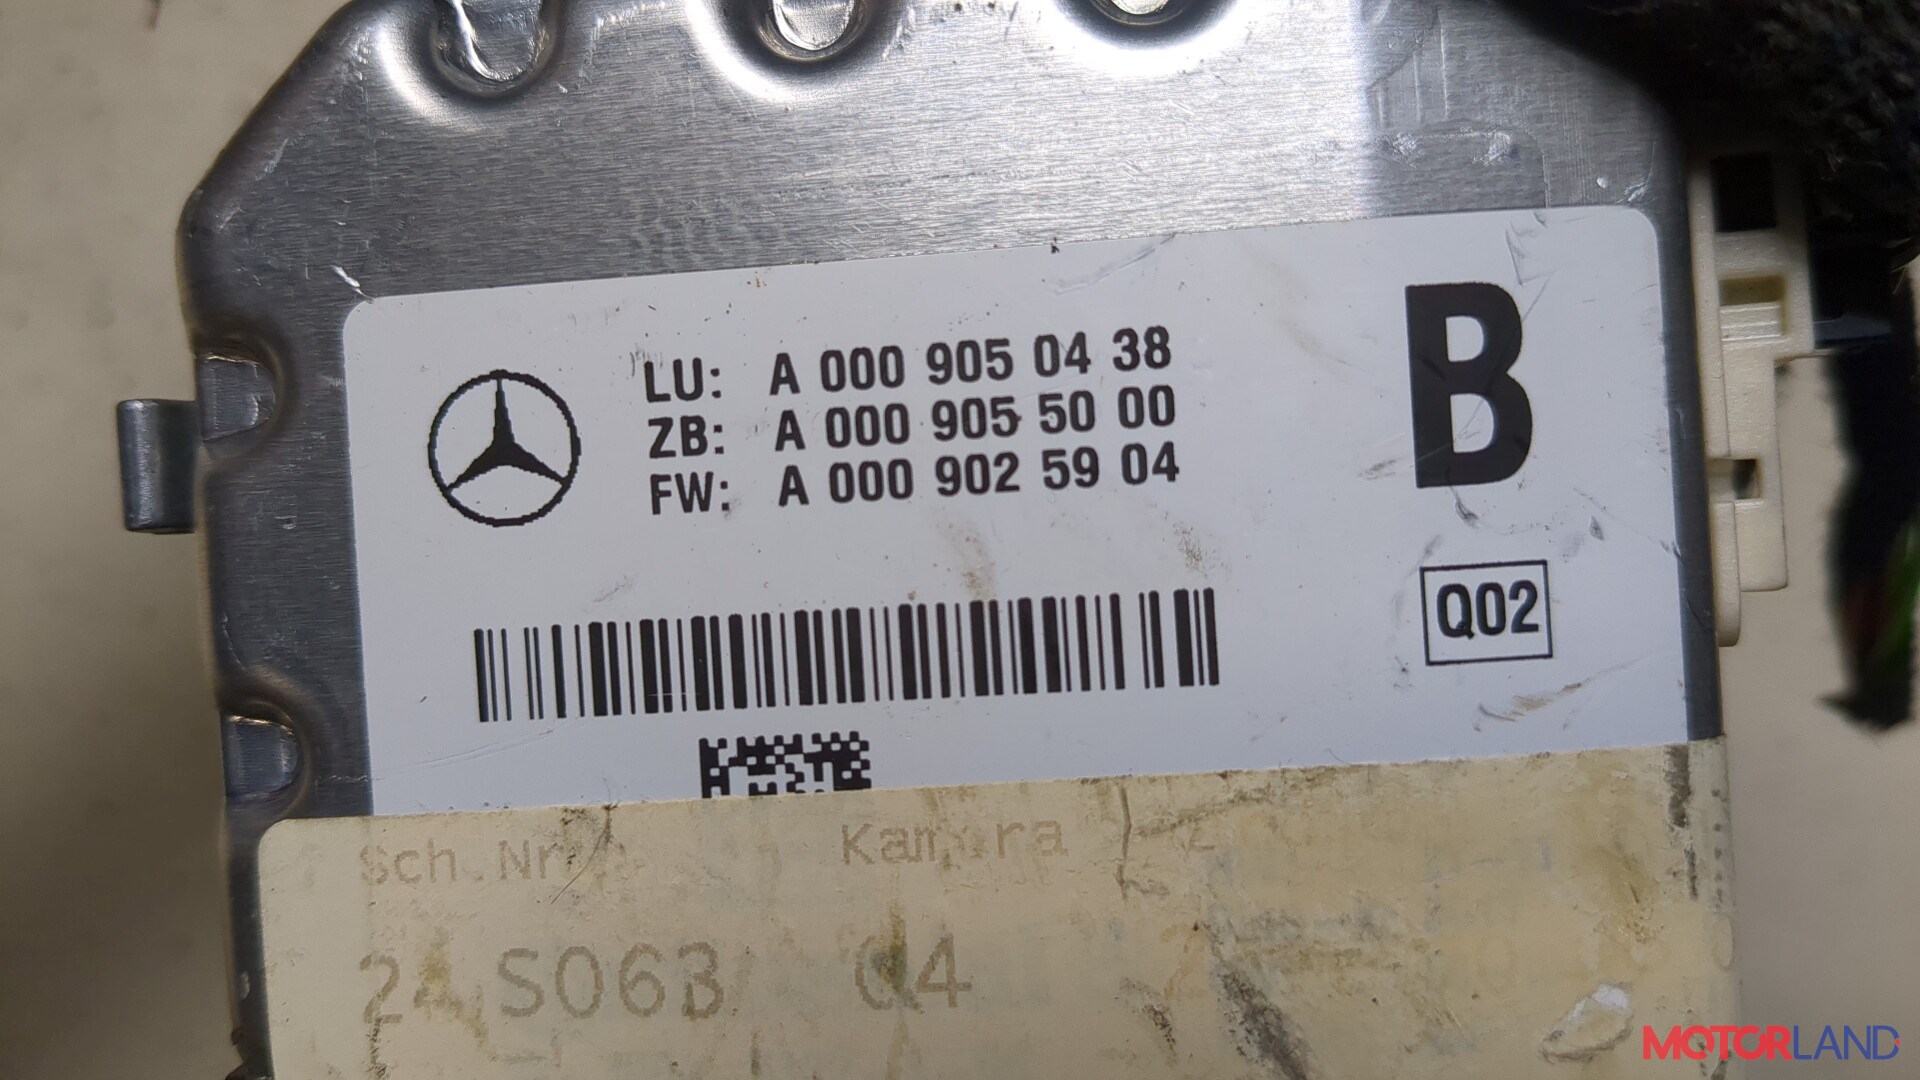 LU: A 000 905 04 38
ZB: A 000 905 50 00
FW: A 000 902 59 04
B
Q02
Sch.Nr Kamera
24 S063 04
MOTORLAND